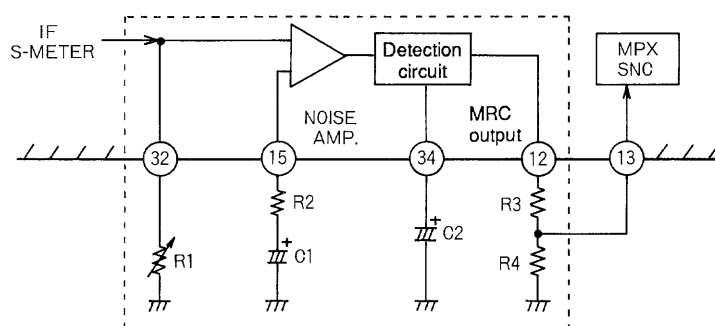 IF
S-METER
Detection
circuit
MPX
SNC
NOISE
AMP.
MRC
output
32
15
34
12
13
R2
R3
+
C1
+
C2
R1
R4